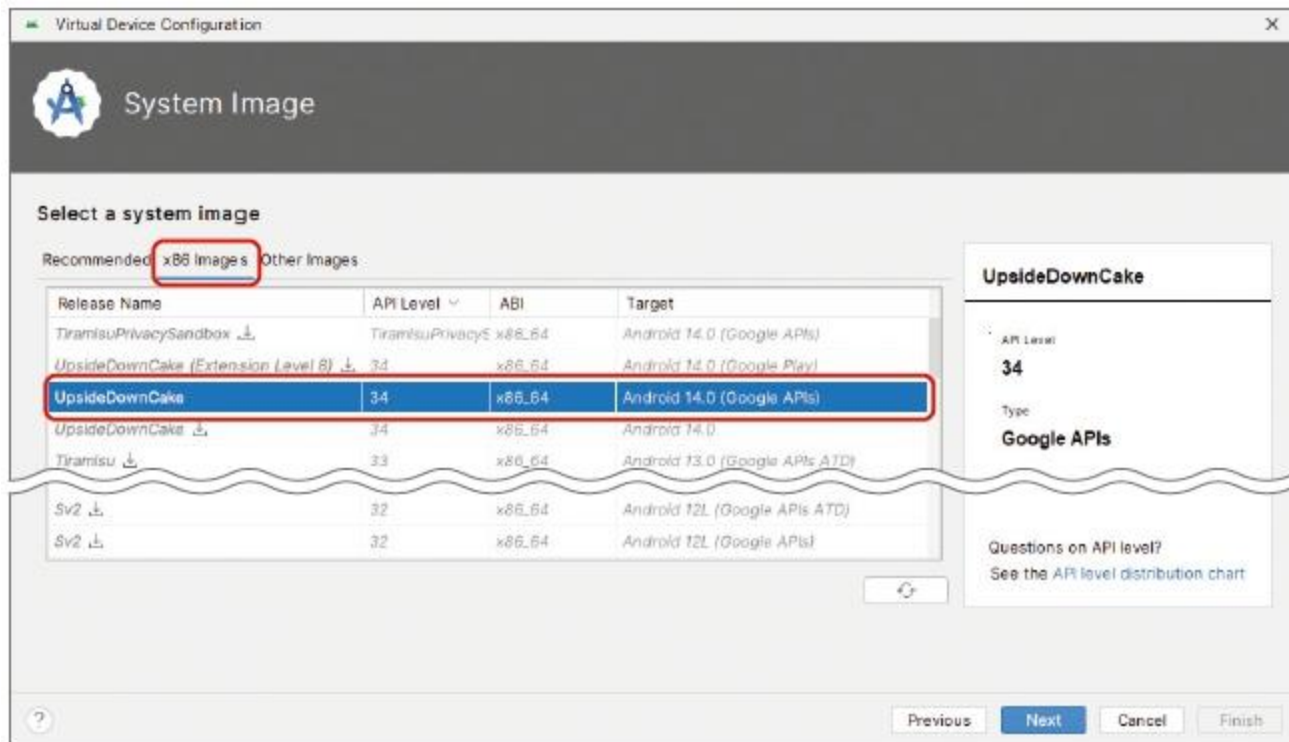 Virtual Device Configuration
System Image
Select a system image
Recommended x86 Images Other Images
Release Name API Level ABI Target
TiramisuPrivacySandbox TiramisuPrivacyS x86_64 Android 14.0 (Google APIs)
UpsideDownCake (Extension Level 8) 34 x86_64 Android 14.0 (Google Play)
UpsideDownCake 34 x86_64 Android 14.0 (Google APIs)
UpsideDownCake 34 x86_64 Android 14.0
Tiramisu 33 x86_64 Android 13.0 (Google APIs ATD)
Sv2 32 x86_64 Android 12L (Google APIs ATD)
Sv2 32 x86_64 Android 12L (Google APIs)
UpsideDownCake
API Level
34
Type
Google APIs
Questions on API level?
See the API level distribution chart
? Previous Next Cancel Finish